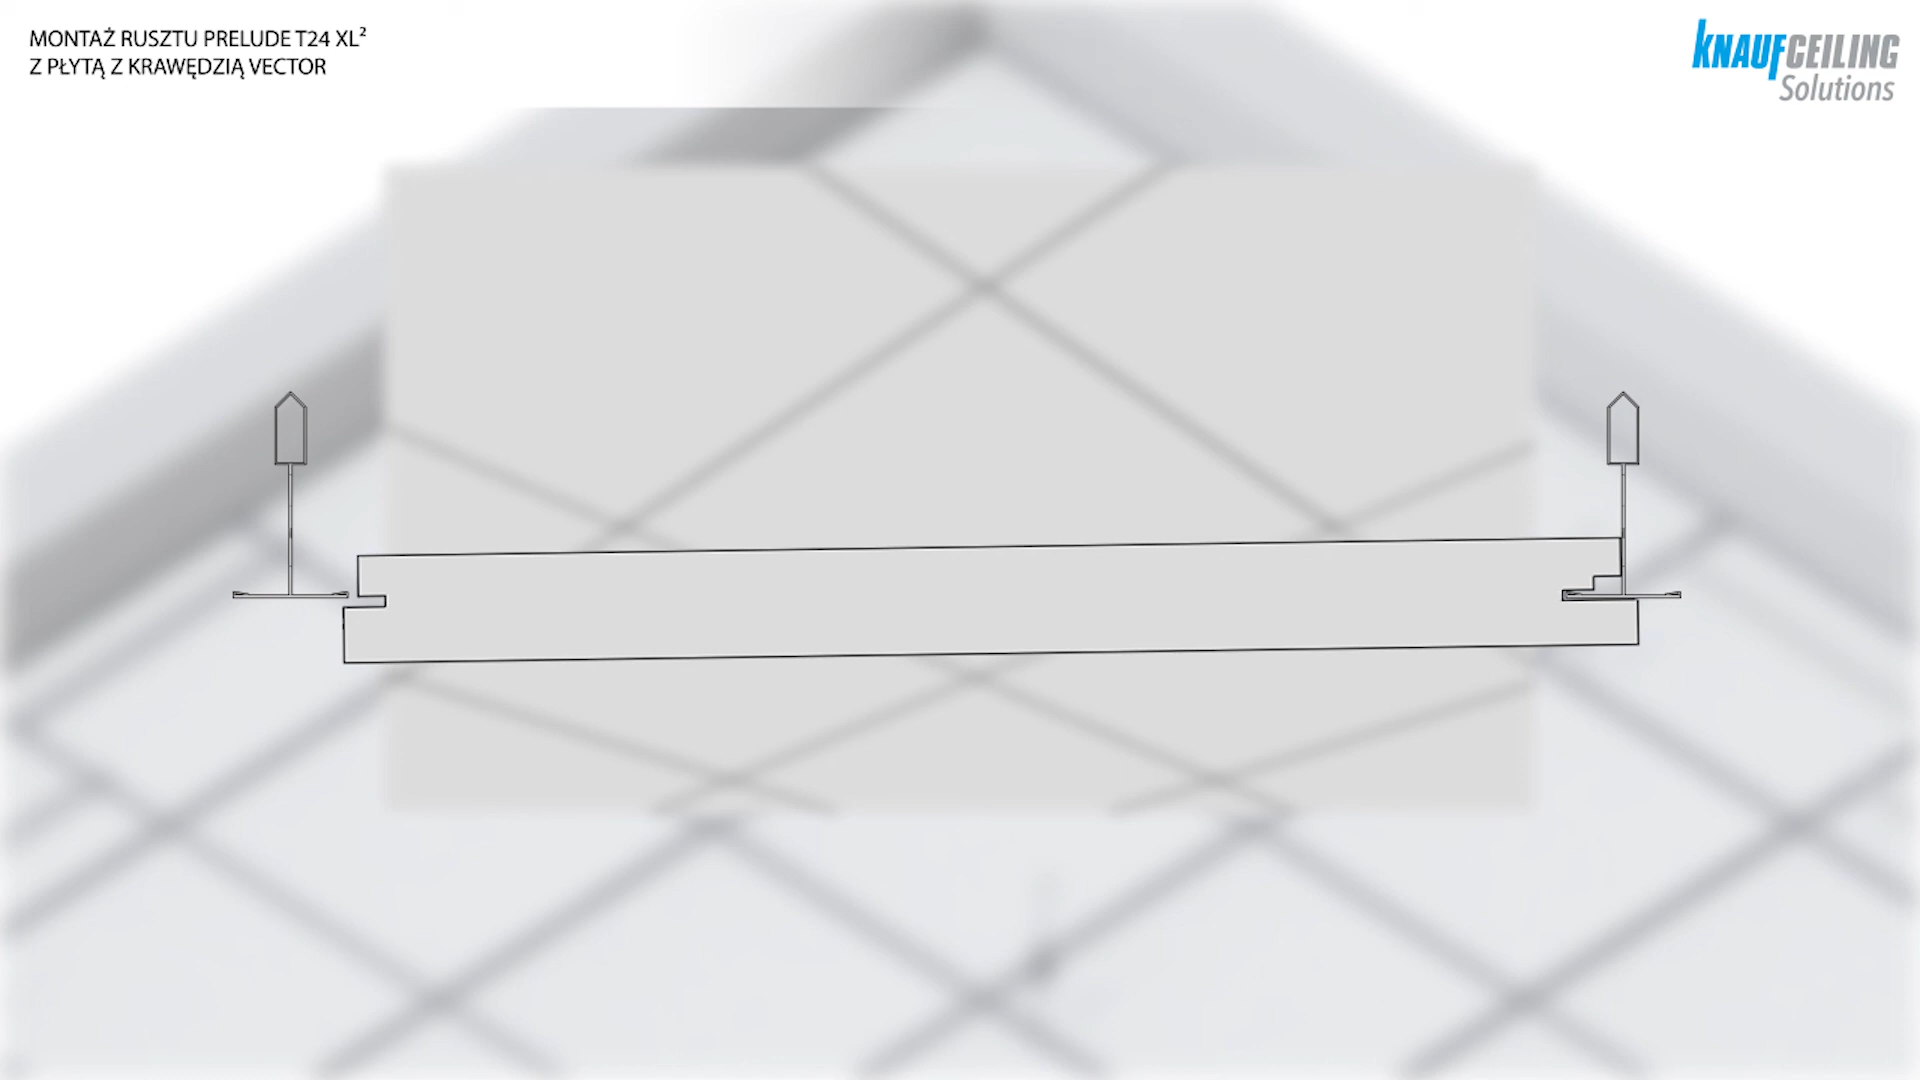 MONTAŻ RUSZTU PRELUDE T24 XL²
Z PŁYTĄ Z KRAWĘDZIĄ VECTOR
KNAUF CEILING
Solutions